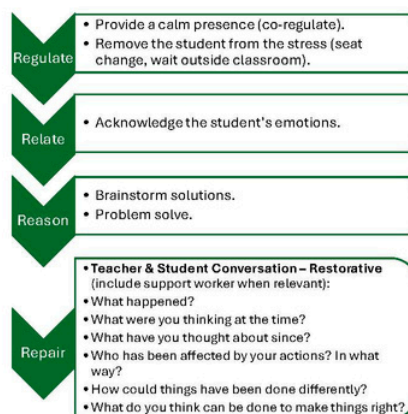 Regulate
• Provide a calm presence (co-regulate).
• Remove the student from the stress (seat
change, wait outside classroom).
Relate
• Acknowledge the student's emotions.
Reason
• Brainstorm solutions.
• Problem solve.
Repair
• Teacher & Student Conversation – Restorative
(include support worker when relevant):
• What happened?
• What were you thinking at the time?
• What have you thought about since?
• Who has been affected by your actions? In what
way?
• How could things have been done differently?
• What do you think can be done to make things right?